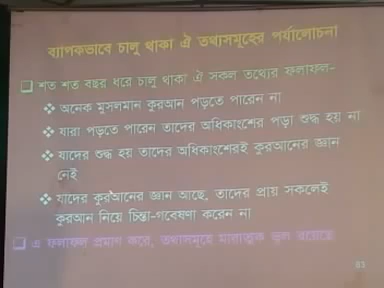 ব্যাপকভাবে চালু থাকা ঐ তথ্যসমূহের পর্যালোচনা
শত শত বছর ধরে চালু থাকা ঐ সকল তথ্যের ফলাফল-
অনেক মুসলমান কুরআন পড়তে পারেন না
যারা পড়তে পারেন তাদের অধিকাংশের পড়া শুদ্ধ হয় না
যাদের শুদ্ধ হয় তাদের অধিকাংশেরই কুরআনের জ্ঞান
নেই
যাদের কুরআনের জ্ঞান আছে, তাদের প্রায় সকলেই
কুরআন নিয়ে চিন্তা-গবেষণা করেন না
এ ফলাফল প্রমাণ করে, তথ্যসমূহে মারাত্মক ভুল রয়েছে